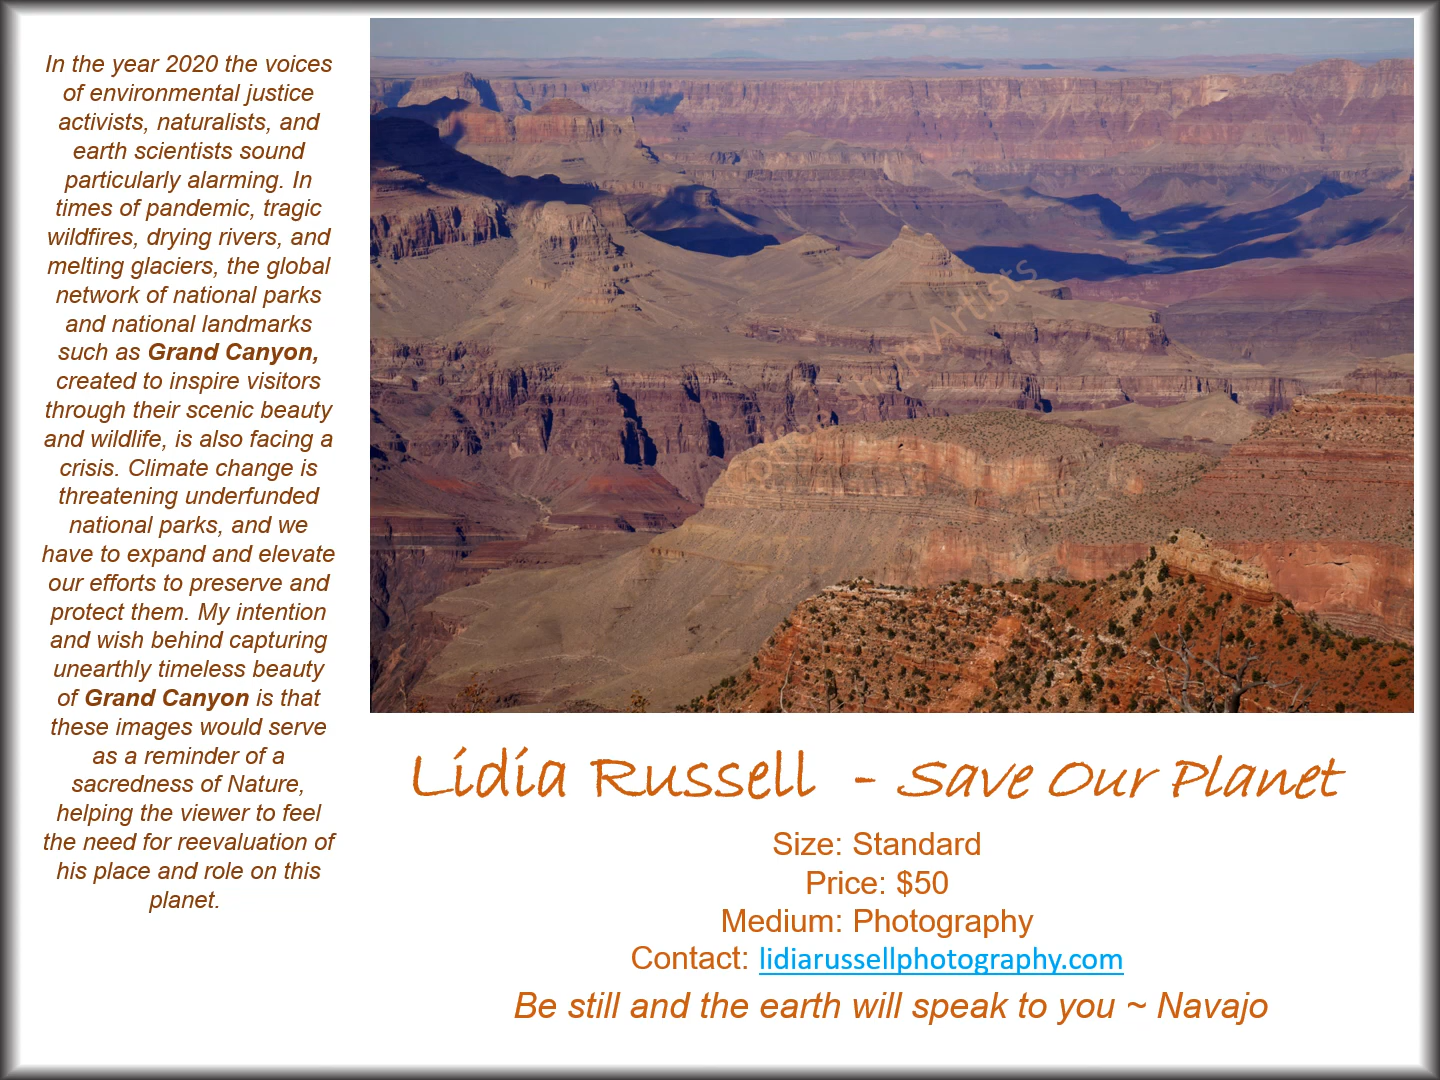 In the year 2020 the voices
of environmental justice
activists, naturalists, and
earth scientists sound
particularly alarming. In
times of pandemic, tragic
wildfires, drying rivers, and
melting glaciers, the global
network of national parks
and national landmarks
such as Grand Canyon,
created to inspire visitors
through their scenic beauty
and wildlife, is also facing a
crisis. Climate change is
threatening underfunded
national parks, and we
have to expand and elevate
our efforts to preserve and
protect them. My intention
and wish behind capturing
unearthly timeless beauty
of Grand Canyon is that
these images would serve
as a reminder of a
sacredness of Nature,
helping the viewer to feel
the need for reevaluation of
his place and role on this
planet.
Artists
Lidia Russell - Save Our Planet
Size: Standard
Price: $50
Medium: Photography
Contact: lidiarussellphotography.com
Be still and the earth will speak to you ~ Navajo